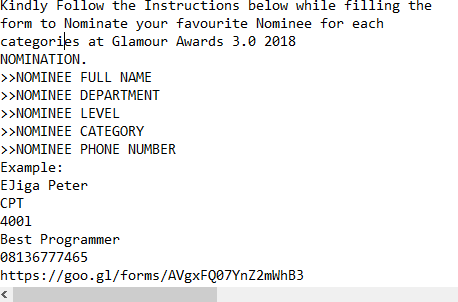 Kindly Follow the Instructions below while filling the
form to Nominate your favourite Nominee for each
categories at Glamour Awards 3.0 2018
NOMINATION.
>>NOMINEE FULL NAME
>>NOMINEE DEPARTMENT
>>NOMINEE LEVEL
>>NOMINEE CATEGORY
>>NOMINEE PHONE NUMBER
Example:
EJiga Peter
CPT
400l
Best Programmer
08136777465
https://goo.gl/forms/AVgxFQ07YnZ2mWhB3